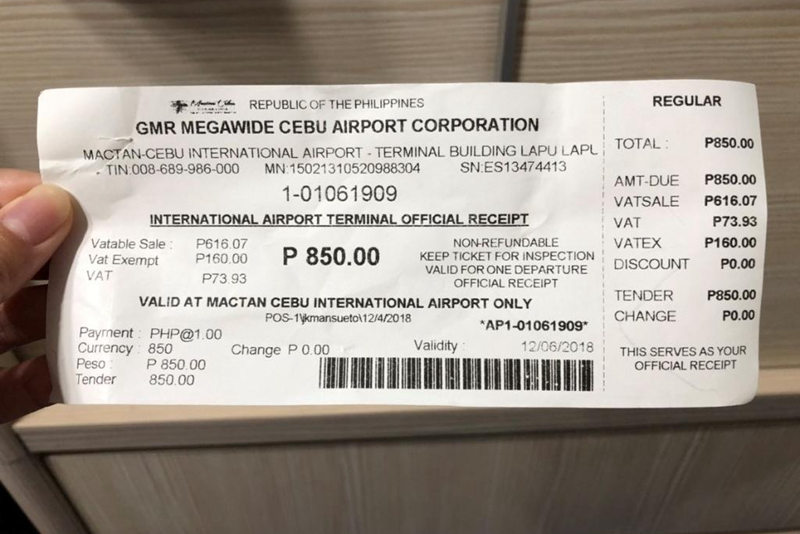 REPUBLIC OF THE PHILIPPINES
GMR MEGAWIDE CEBU AIRPORT CORPORATION
MACTAN-CEBU INTERNATIONAL AIRPORT - TERMINAL BUILDING LAPU LAPU
TIN:008-689-986-000 MN:15021310520988304 SN:ES13474413
1-01061909
INTERNATIONAL AIRPORT TERMINAL OFFICIAL RECEIPT
Vatable Sale : P616.07
Vat Exempt P160.00
VAT P73.93
P 850.00
NON-REFUNDABLE
KEEP TICKET FOR INSPECTION
VALID FOR ONE DEPARTURE
OFFICIAL RECEIPT
VALID AT MACTAN CEBU INTERNATIONAL AIRPORT ONLY
POS-1\jkmansueto\12/4/2018
*AP1-01061909*
Payment : PHP@1.00
Currency : 850 Change P 0.00 Validity : 12/06/2018
Peso : P 850.00
Tender 850.00
REGULAR
TOTAL : P850.00
AMT-DUE P850.00
VATSALE P616.07
VAT P73.93
VATEX P160.00
DISCOUNT P0.00
TENDER P850.00
CHANGE P0.00
THIS SERVES AS YOUR
OFFICIAL RECEIPT